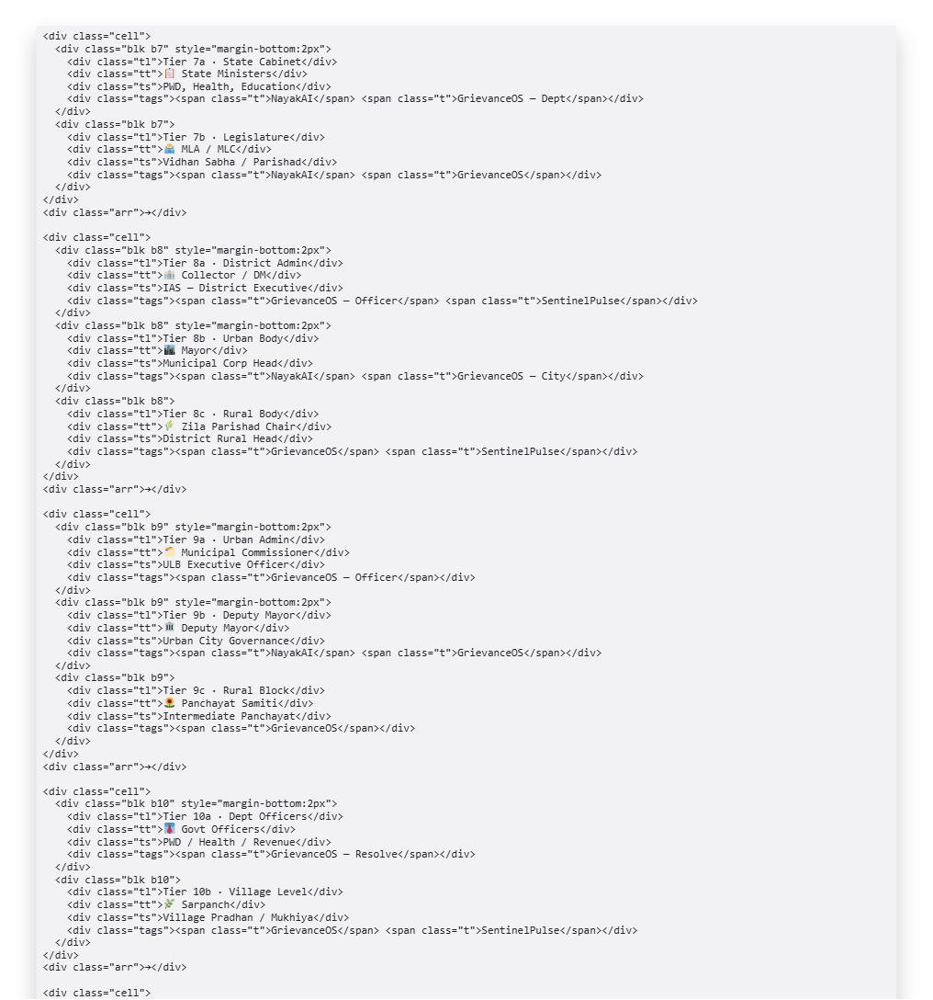 <div class="cell">
  <div class="blk b7" style="margin-bottom:2px">
    <div class="tl">Tier 7a · State Cabinet</div>
    <div class="tt">📋 State Ministers</div>
    <div class="ts">PWD, Health, Education</div>
    <div class="tags"><span class="t">NayakAI</span> <span class="t">GrievanceOS — Dept</span></div>
  </div>
  <div class="blk b7">
    <div class="tl">Tier 7b · Legislature</div>
    <div class="tt">🗳️ MLA / MLC</div>
    <div class="ts">Vidhan Sabha / Parishad</div>
    <div class="tags"><span class="t">NayakAI</span> <span class="t">GrievanceOS</span></div>
  </div>
</div>
<div class="arr">→</div>

<div class="cell">
  <div class="blk b8" style="margin-bottom:2px">
    <div class="tl">Tier 8a · District Admin</div>
    <div class="tt">🏢 Collector / DM</div>
    <div class="ts">IAS — District Executive</div>
    <div class="tags"><span class="t">GrievanceOS — Officer</span> <span class="t">SentinelPulse</span></div>
  </div>
  <div class="blk b8" style="margin-bottom:2px">
    <div class="tl">Tier 8b · Urban Body</div>
    <div class="tt">🏙️ Mayor</div>
    <div class="ts">Municipal Corp Head</div>
    <div class="tags"><span class="t">NayakAI</span> <span class="t">GrievanceOS — City</span></div>
  </div>
  <div class="blk b8">
    <div class="tl">Tier 8c · Rural Body</div>
    <div class="tt">🌾 Zila Parishad Chair</div>
    <div class="ts">District Rural Head</div>
    <div class="tags"><span class="t">GrievanceOS</span> <span class="t">SentinelPulse</span></div>
  </div>
</div>
<div class="arr">→</div>

<div class="cell">
  <div class="blk b9" style="margin-bottom:2px">
    <div class="tl">Tier 9a · Urban Admin</div>
    <div class="tt">🗂️ Municipal Commissioner</div>
    <div class="ts">ULB Executive Officer</div>
    <div class="tags"><span class="t">GrievanceOS — Officer</span></div>
  </div>
  <div class="blk b9" style="margin-bottom:2px">
    <div class="tl">Tier 9b · Deputy Mayor</div>
    <div class="tt">🏛️ Deputy Mayor</div>
    <div class="ts">Urban City Governance</div>
    <div class="tags"><span class="t">NayakAI</span> <span class="t">GrievanceOS</span></div>
  </div>
  <div class="blk b9">
    <div class="tl">Tier 9c · Rural Block</div>
    <div class="tt">🌻 Panchayat Samiti</div>
    <div class="ts">Intermediate Panchayat</div>
    <div class="tags"><span class="t">GrievanceOS</span></div>
  </div>
</div>
<div class="arr">→</div>

<div class="cell">
  <div class="blk b10" style="margin-bottom:2px">
    <div class="tl">Tier 10a · Dept Officers</div>
    <div class="tt">👔 Govt Officers</div>
    <div class="ts">PWD / Health / Revenue</div>
    <div class="tags"><span class="t">GrievanceOS — Resolve</span></div>
  </div>
  <div class="blk b10">
    <div class="tl">Tier 10b · Village Level</div>
    <div class="tt">🌿 Sarpanch</div>
    <div class="ts">Village Pradhan / Mukhiya</div>
    <div class="tags"><span class="t">GrievanceOS</span> <span class="t">SentinelPulse</span></div>
  </div>
</div>
<div class="arr">→</div>

<div class="cell">